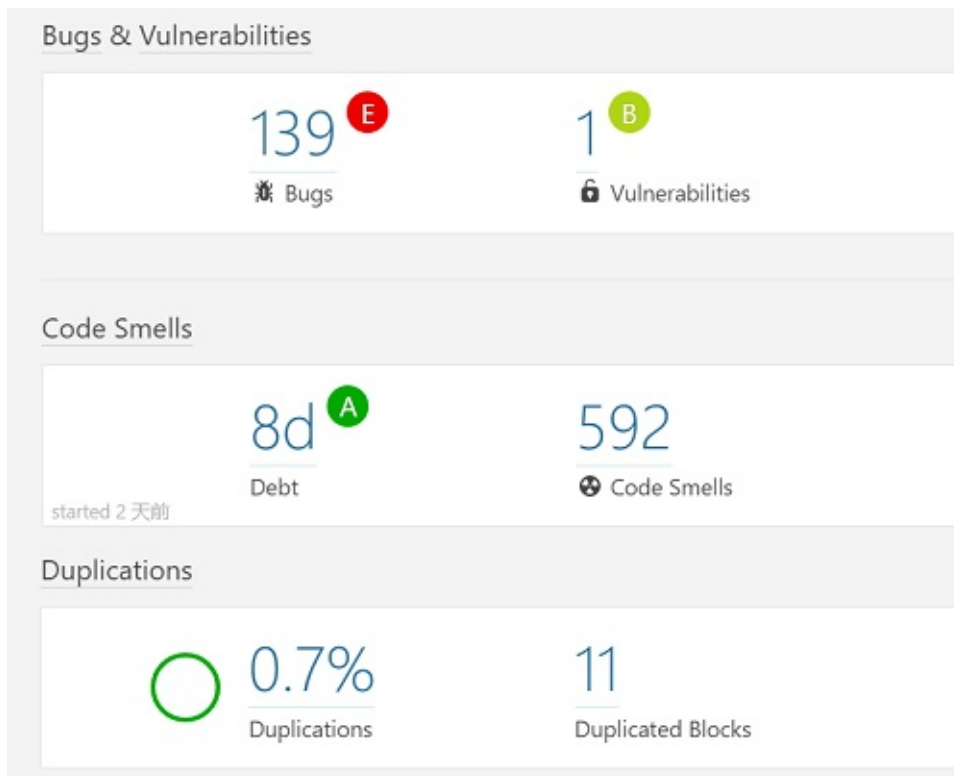 Bugs & Vulnerabilities
139 E 1 B
Bugs Vulnerabilities
Code Smells
8d A 592
Debt Code Smells
started 2 天前
Duplications
0.7% 11
Duplications Duplicated Blocks